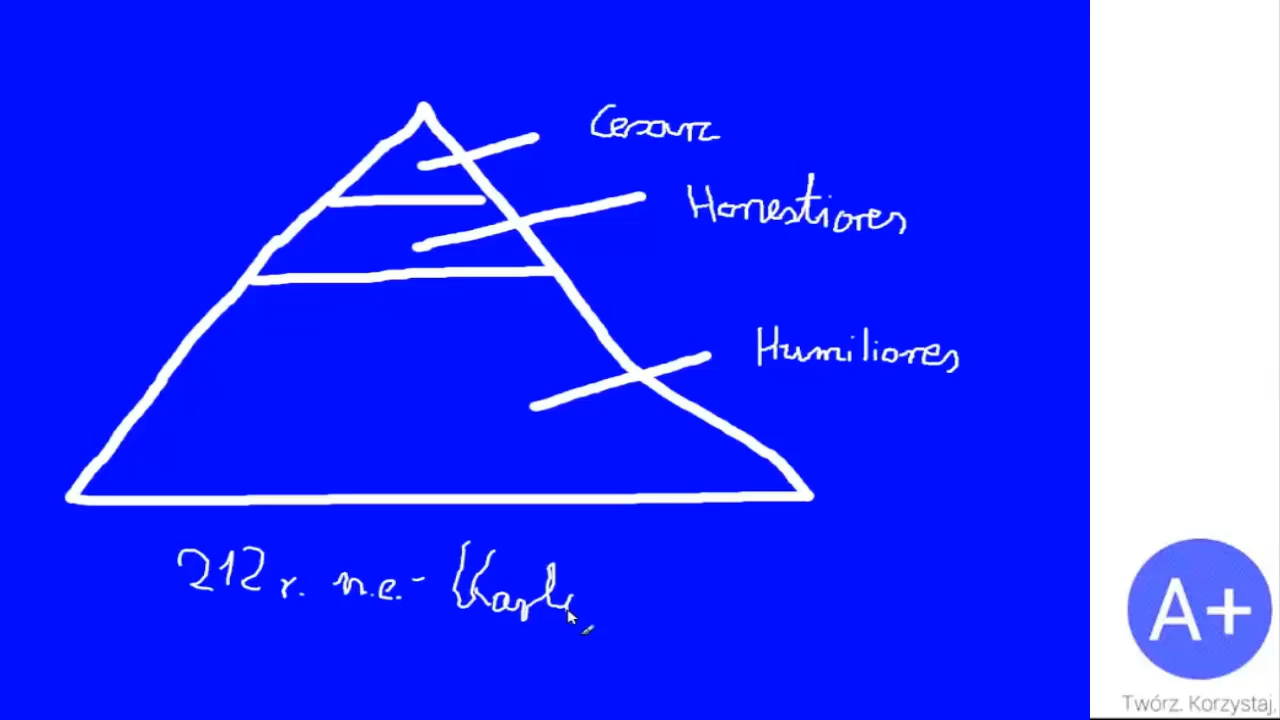 Cesarz
Honestiores
Humiliores
212 r. n.e. -
A+
Twórz. Korzystaj.